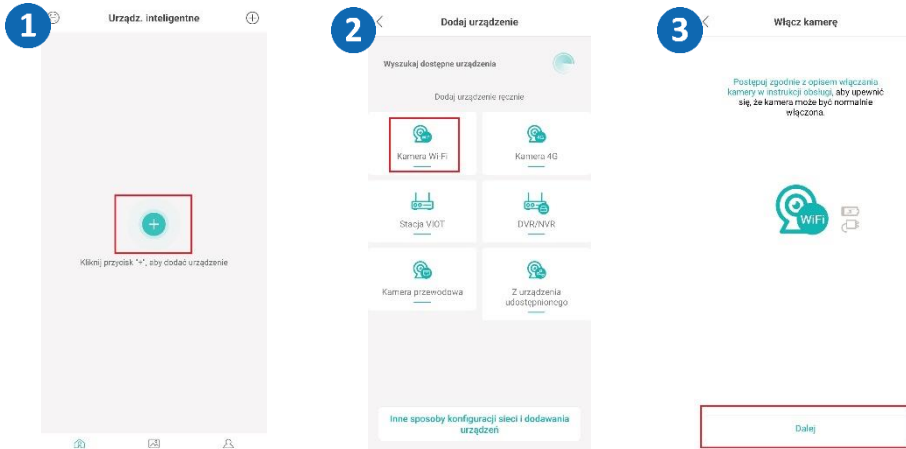 1
Urządz. inteligentne
Kliknij przycisk "+", aby dodać urządzenie
2
Dodaj urządzenie
Wyszukaj dostępne urządzenia
Dodaj urządzenie ręcznie
WiFi
Kamera Wi Fi
4G
Kamera 4G
Stacja VIOT
DVR/NVR
Kamera przewodowa
Z urządzenia
udostępnionego
Inne sposoby konfiguracji sieci i dodawania
urządzeń
3
Włącz kamerę
Postępuj zgodnie z opisem włączania
kamery w instrukcji obsługi, aby upewnić
się, że kamera może być normalnie
włączona.
WiFi
Dalej